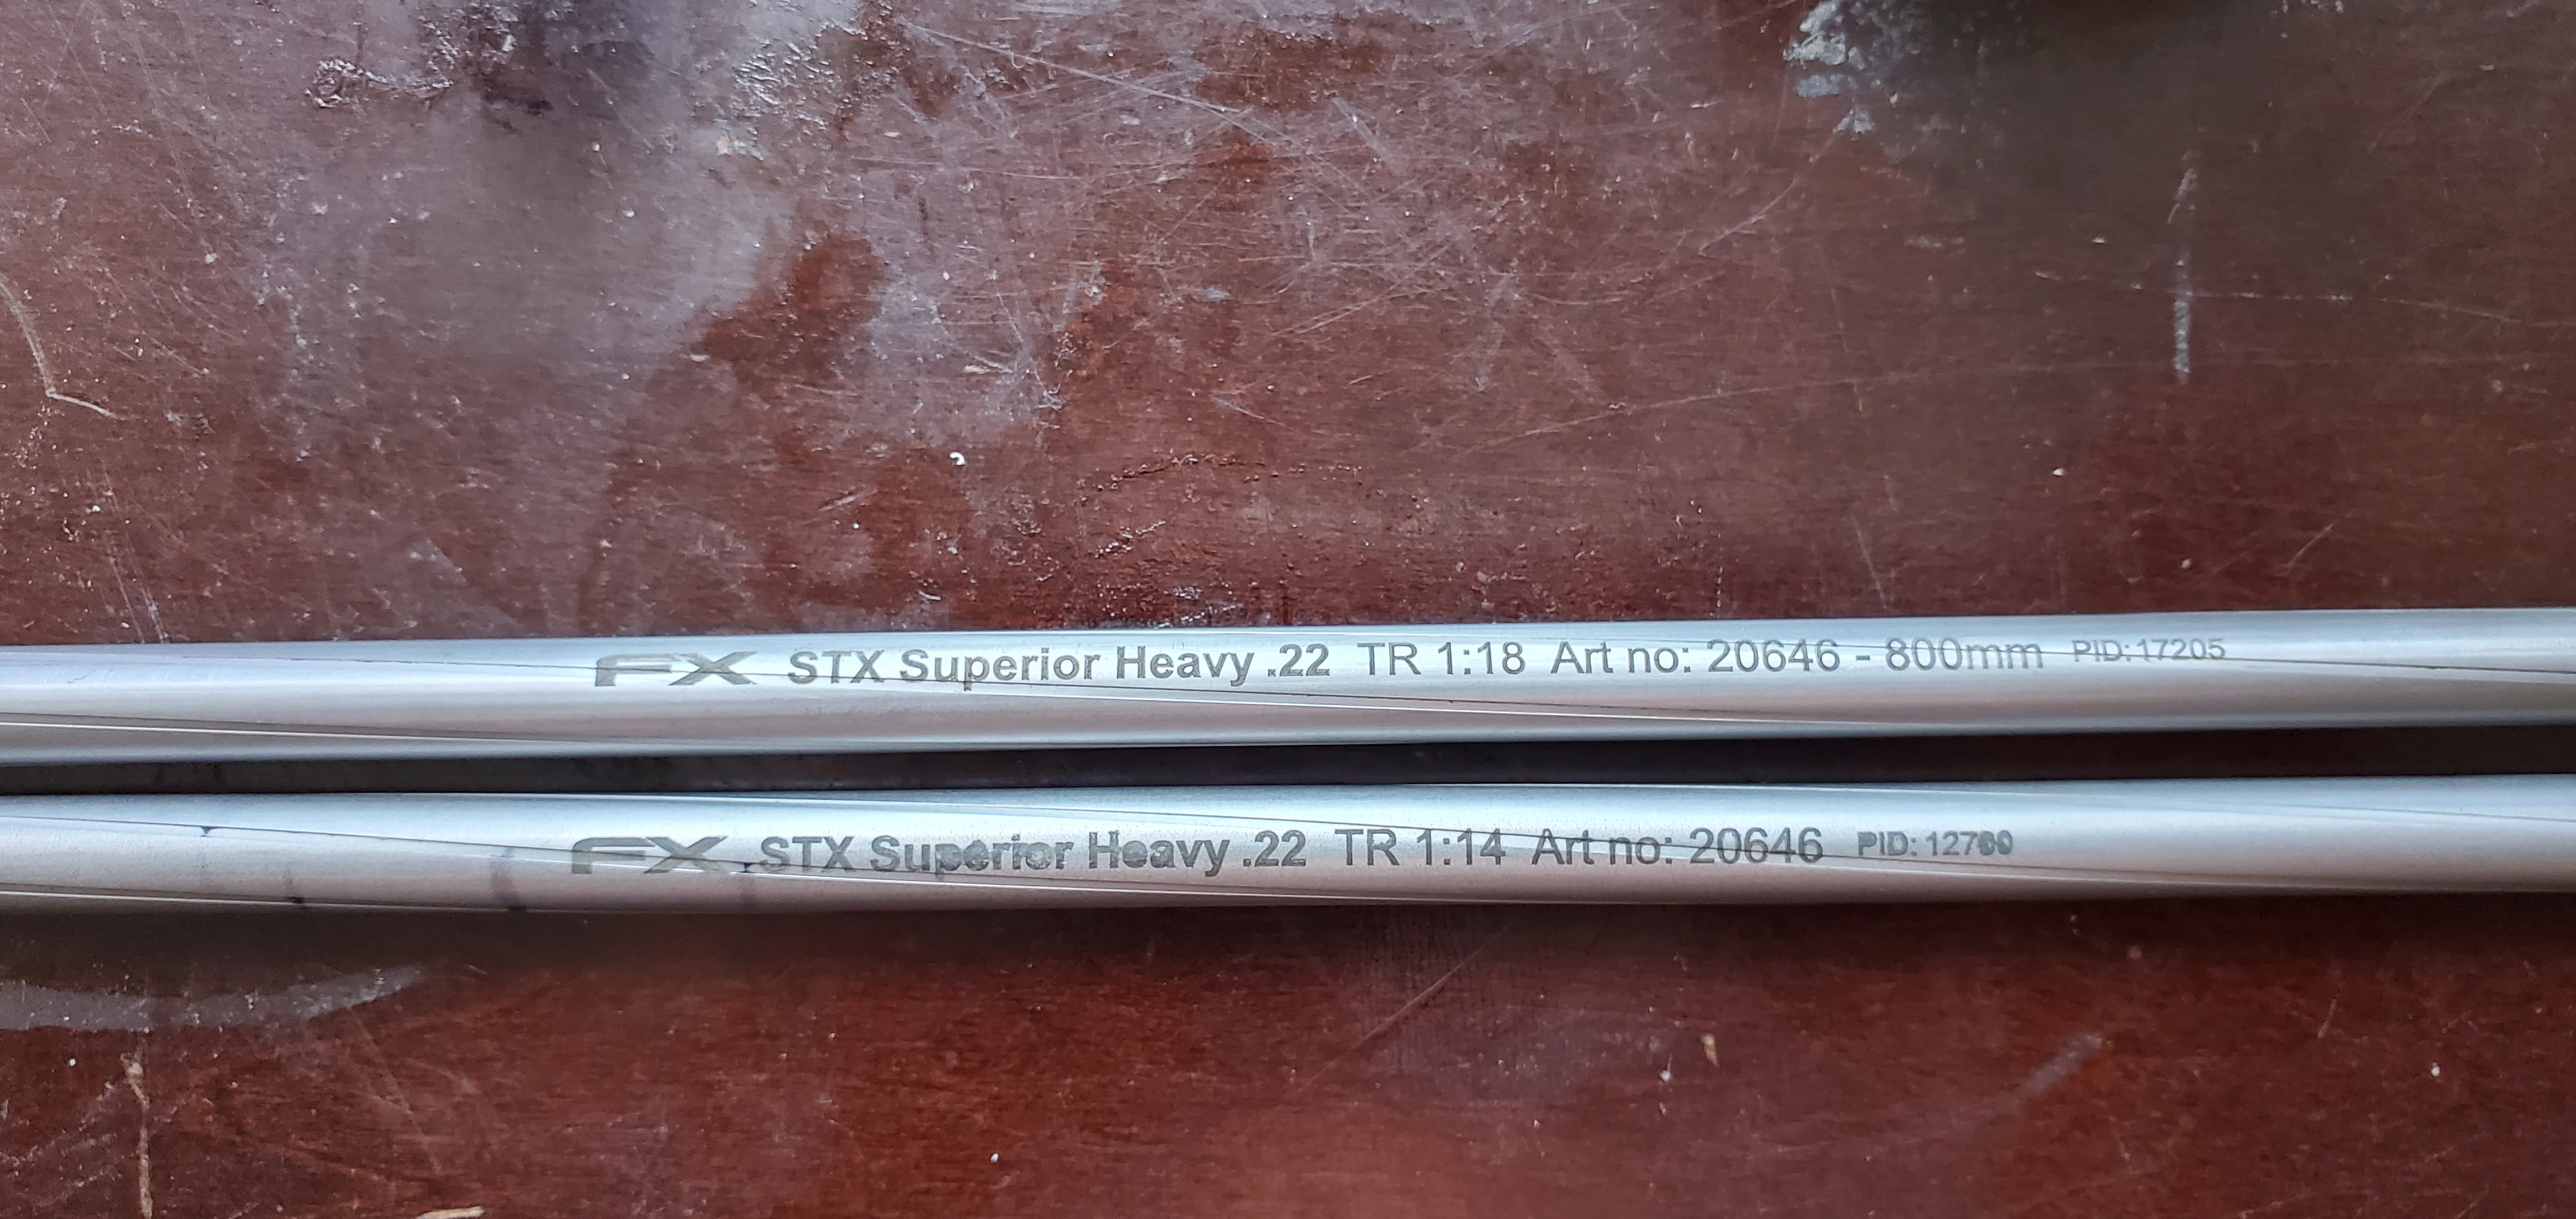 FX STX Superior Heavy .22 TR 1:18 Art no: 20646 - 800mm PID:17205
FX STX Superior Heavy .22 TR 1:14 Art no: 20646 PID: